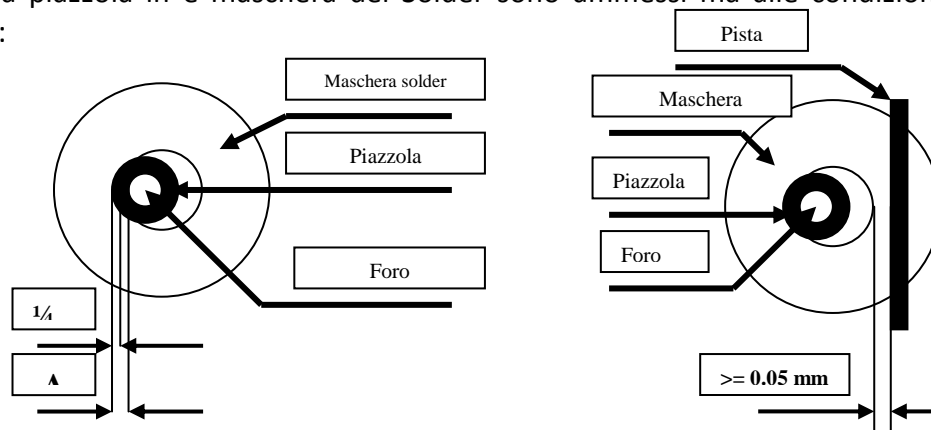 a piazzola in e maschera del Solder sono ammessi ma alle condizion
:
Pista
Maschera solder
Maschera
Piazzola
Piazzola
Foro
Foro
1/4
A
>= 0.05 mm